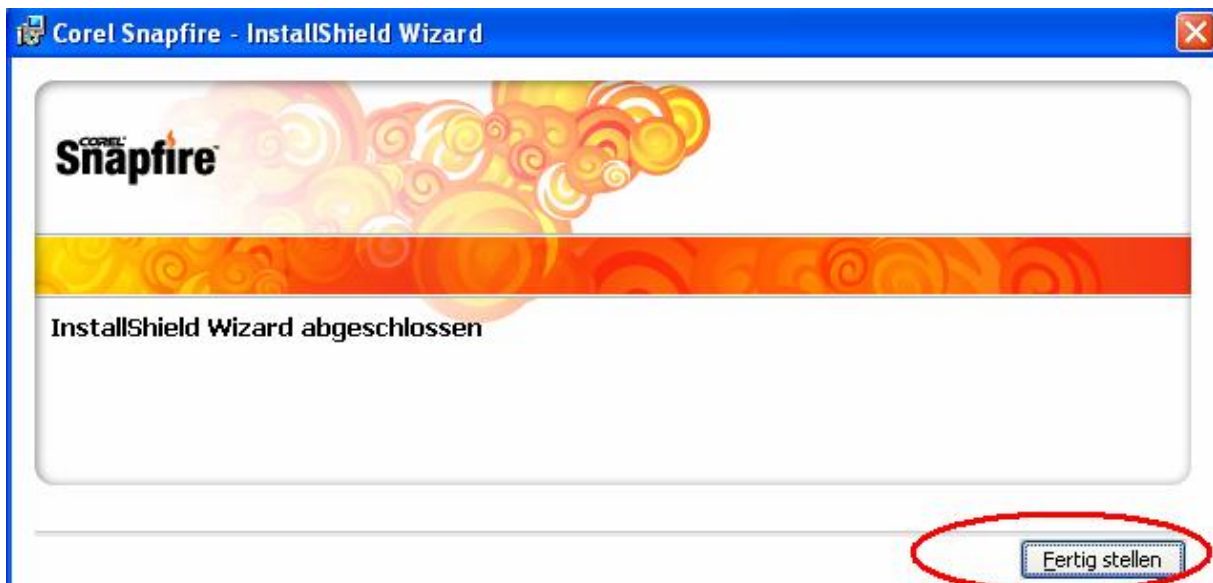 Corel Snapfire - InstallShield Wizard
COREL
Snapfire
InstallShield Wizard abgeschlossen
Fertig stellen